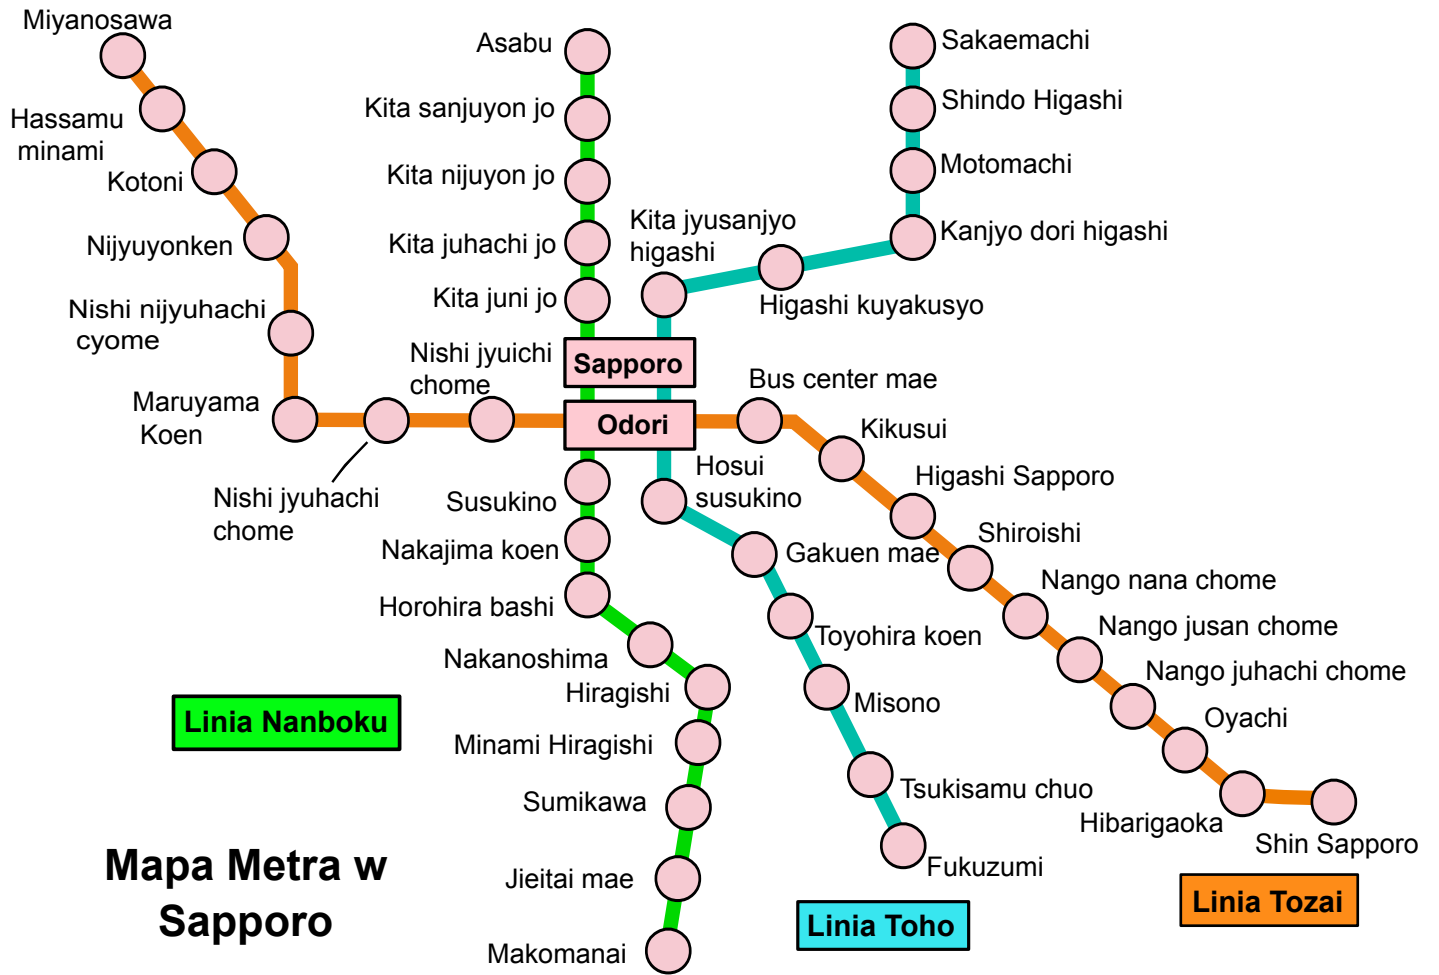 Miyanosawa
Hassamu
minami
Kotoni
Nijyuyonken
Nishi nijyuhachi
cyome
Maruyama
Koen
Nishi jyuhachi
chome
Nishi jyuichi
chome
Asabu
Kita sanjuyon jo
Kita nijuyon jo
Kita juhachi jo
Kita juni jo
Sapporo
Odori
Susukino
Nakajima koen
Horohira bashi
Nakanoshima
Hiragishi
Minami Hiragishi
Sumikawa
Jieitai mae
Makomanai
Sakaemachi
Shindo Higashi
Motomachi
Kanjyo dori higashi
Higashi kuyakusyo
Kita jyusanjyo
higashi
Hosui
susukino
Gakuen mae
Toyohira koen
Misono
Tsukisamu chuo
Fukuzumi
Bus center mae
Kikusui
Higashi Sapporo
Shiroishi
Nango nana chome
Nango jusan chome
Nango juhachi chome
Oyachi
Hibarigaoka
Shin Sapporo
Linia Nanboku
Linia Toho
Linia Tozai
Mapa Metra w
Sapporo